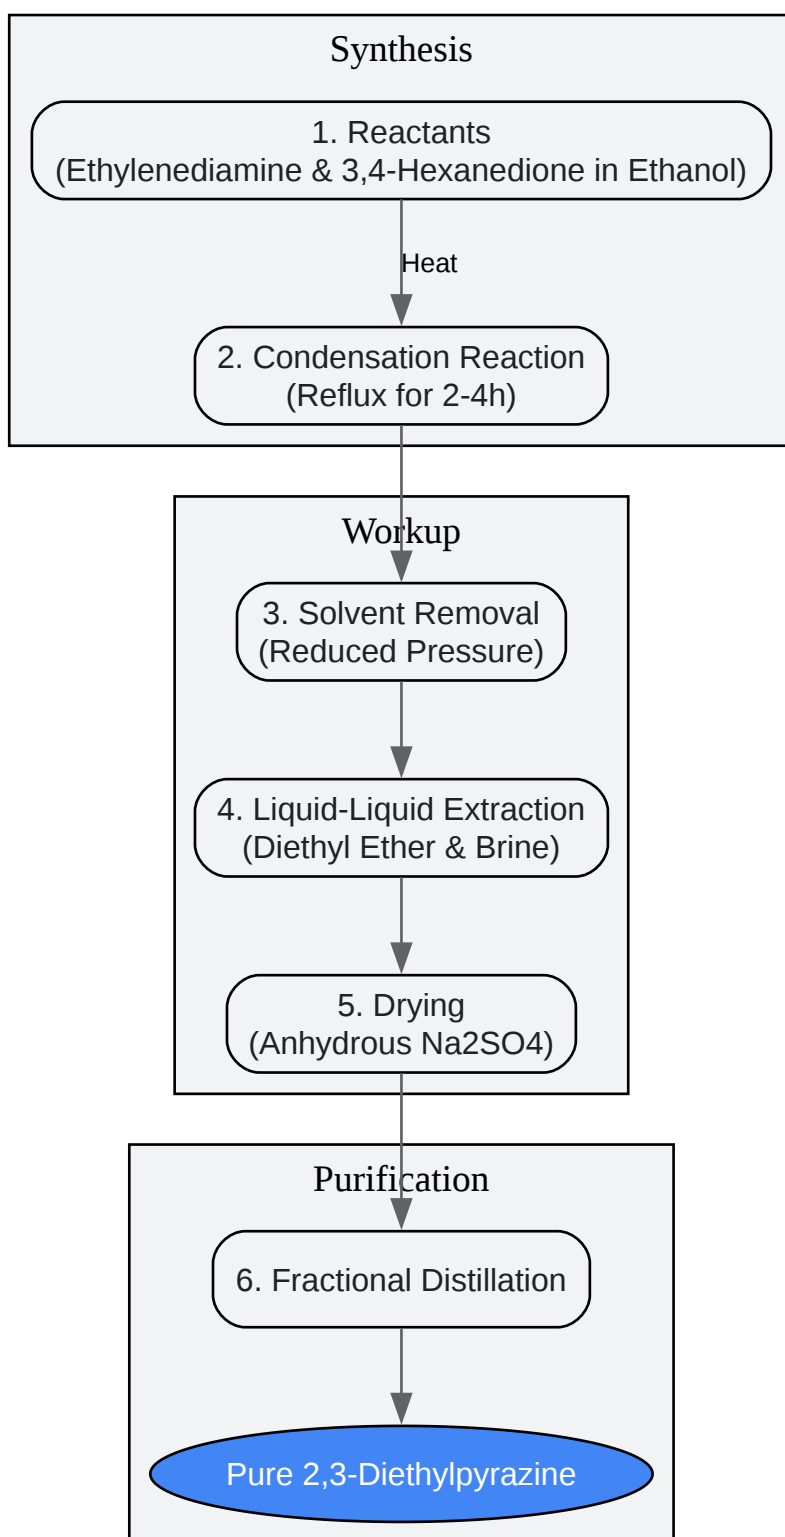 Synthesis
1. Reactants
(Ethylenediamine & 3,4-Hexanedione in Ethanol)
Heat
2. Condensation Reaction
(Reflux for 2-4h)
Workup
3. Solvent Removal
(Reduced Pressure)
4. Liquid-Liquid Extraction
(Diethyl Ether & Brine)
5. Drying
(Anhydrous Na2SO4)
Purification
6. Fractional Distillation
Pure 2,3-Diethylpyrazine